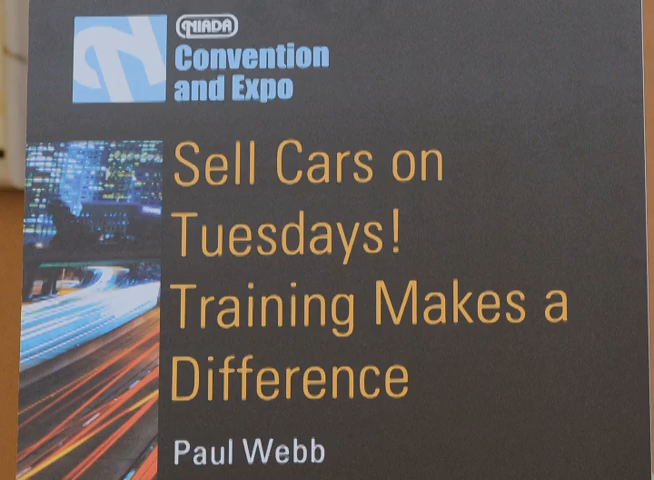 NIADA
Convention
and Expo
Sell Cars on
Tuesdays!
Training Makes a
Difference
Paul Webb